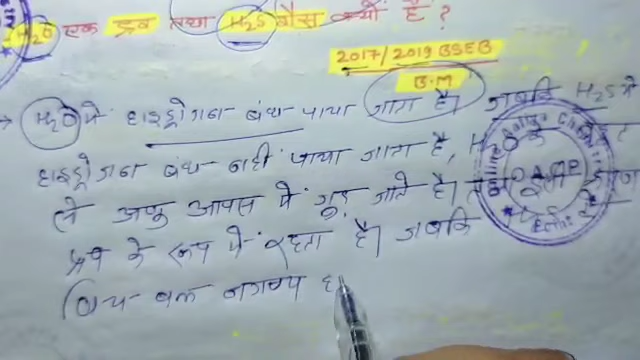 H₂O एक द्रव तथा H₂S गैस क्यों है?
2017/2019 BSEB
B.M
→ H₂O में हाइड्रोजन बंध पाया जाता है। जबकि H₂S में
हाइड्रोजन बंध नहीं पाया जाता है,
अणु आपस में जुड़ जाते है। इसी
द्रव के रूप में रहता है। जबकि
बल नगण्य